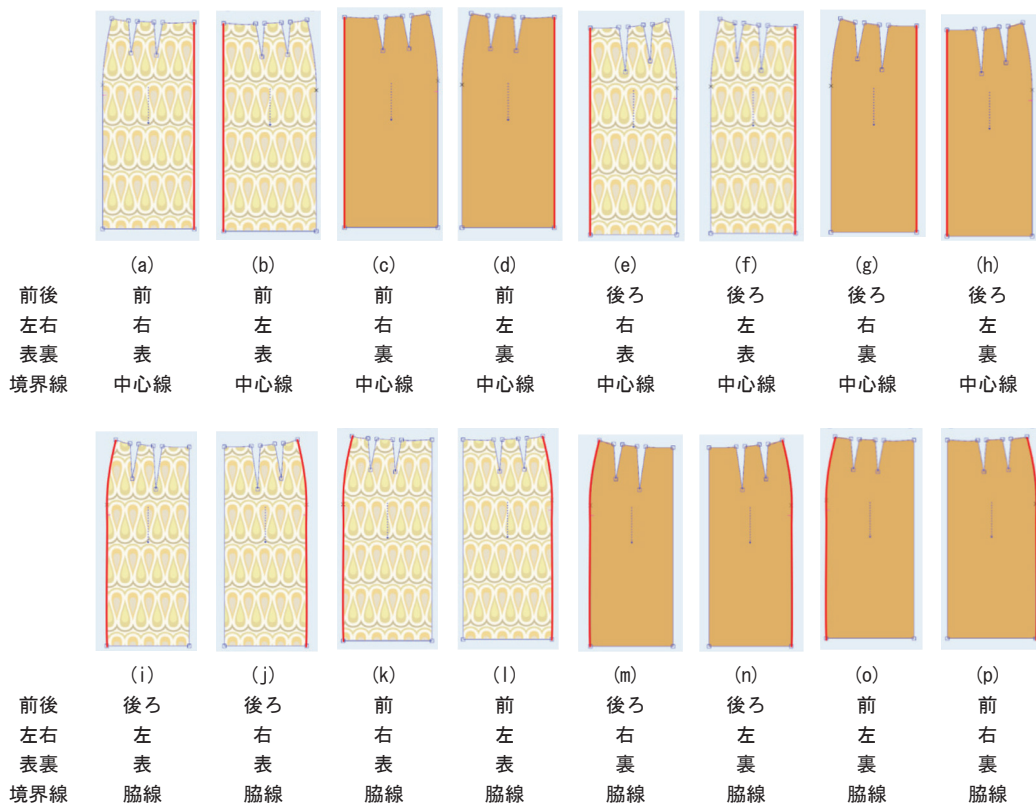 (a) (b) (c) (d) (e) (f) (g) (h)
前後 前 前 前 前 後ろ 後ろ 後ろ 後ろ
左右 右 左 右 左 右 左 右 左
表裏 表 表 裏 裏 表 表 裏 裏
境界線 中心線 中心線 中心線 中心線 中心線 中心線 中心線 中心線
(i) (j) (k) (l) (m) (n) (o) (p)
前後 後ろ 後ろ 前 前 後ろ 後ろ 前 前
左右 左 右 右 左 右 左 左 右
表裏 表 表 表 表 裏 裏 裏 裏
境界線 脇線 脇線 脇線 脇線 脇線 脇線 脇線 脇線